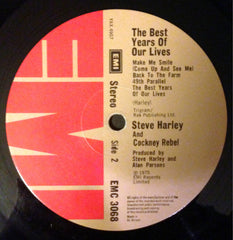 The Best
Years Of
Our Lives
Make Me Smile
(Come Up And See Me)
Back To The Farm
49th Parallel
The Best Years
Of Our Lives
(Harley)
Trigram/
Rak Publishing Ltd.
EMI
Stereo
Side 2
EMC 3068
Steve Harley
And
Cockney Rebel
Produced by
Steve Harley and
Alan Parsons
℗ 1975
EMI Records
Limited
EMI